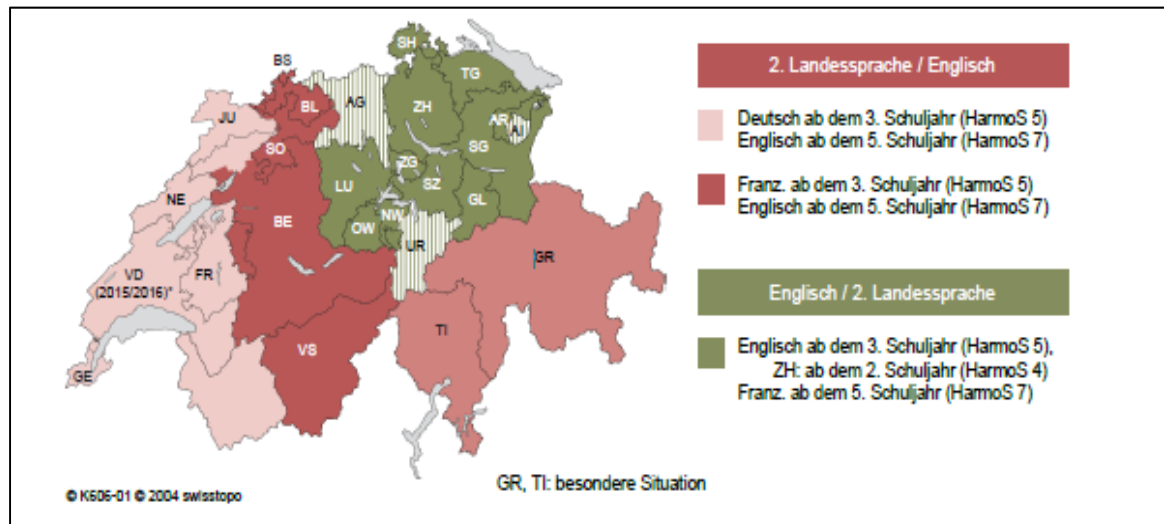 SH
BS
TG
AG
BL
ZH
JU
AR
AI
SO
SG
ZG
LU
SZ
NE
GL
NW
BE
OW
UR
GR
VD
(2015/2016)*
FR
TI
VS
GE
2. Landessprache / Englisch
Deutsch ab dem 3. Schuljahr (HarmoS 5)
Englisch ab dem 5. Schuljahr (HarmoS 7)
Franz. ab dem 3. Schuljahr (HarmoS 5)
Englisch ab dem 5. Schuljahr (HarmoS 7)
Englisch / 2. Landessprache
Englisch ab dem 3. Schuljahr (HarmoS 5),
ZH: ab dem 2. Schuljahr (HarmoS 4)
Franz. ab dem 5. Schuljahr (HarmoS 7)
GR, TI: besondere Situation
© K606-01 © 2004 swisstopo